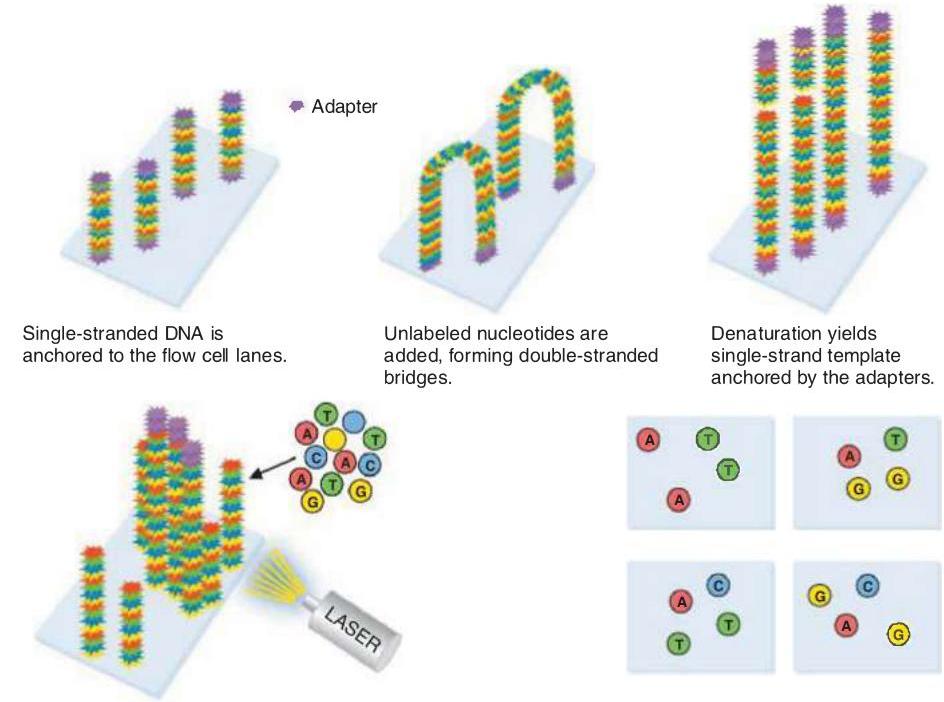 Adapter
Single-stranded DNA is
anchored to the flow cell lanes.
Unlabeled nucleotides are
added, forming double-stranded
bridges.
Denaturation yields
single-strand template
anchored by the adapters.
T
A
T
C
A
C
A
T
G
G
LASER
A
T
T
A
T
A
G
G
C
A
T
T
C
G
A
G